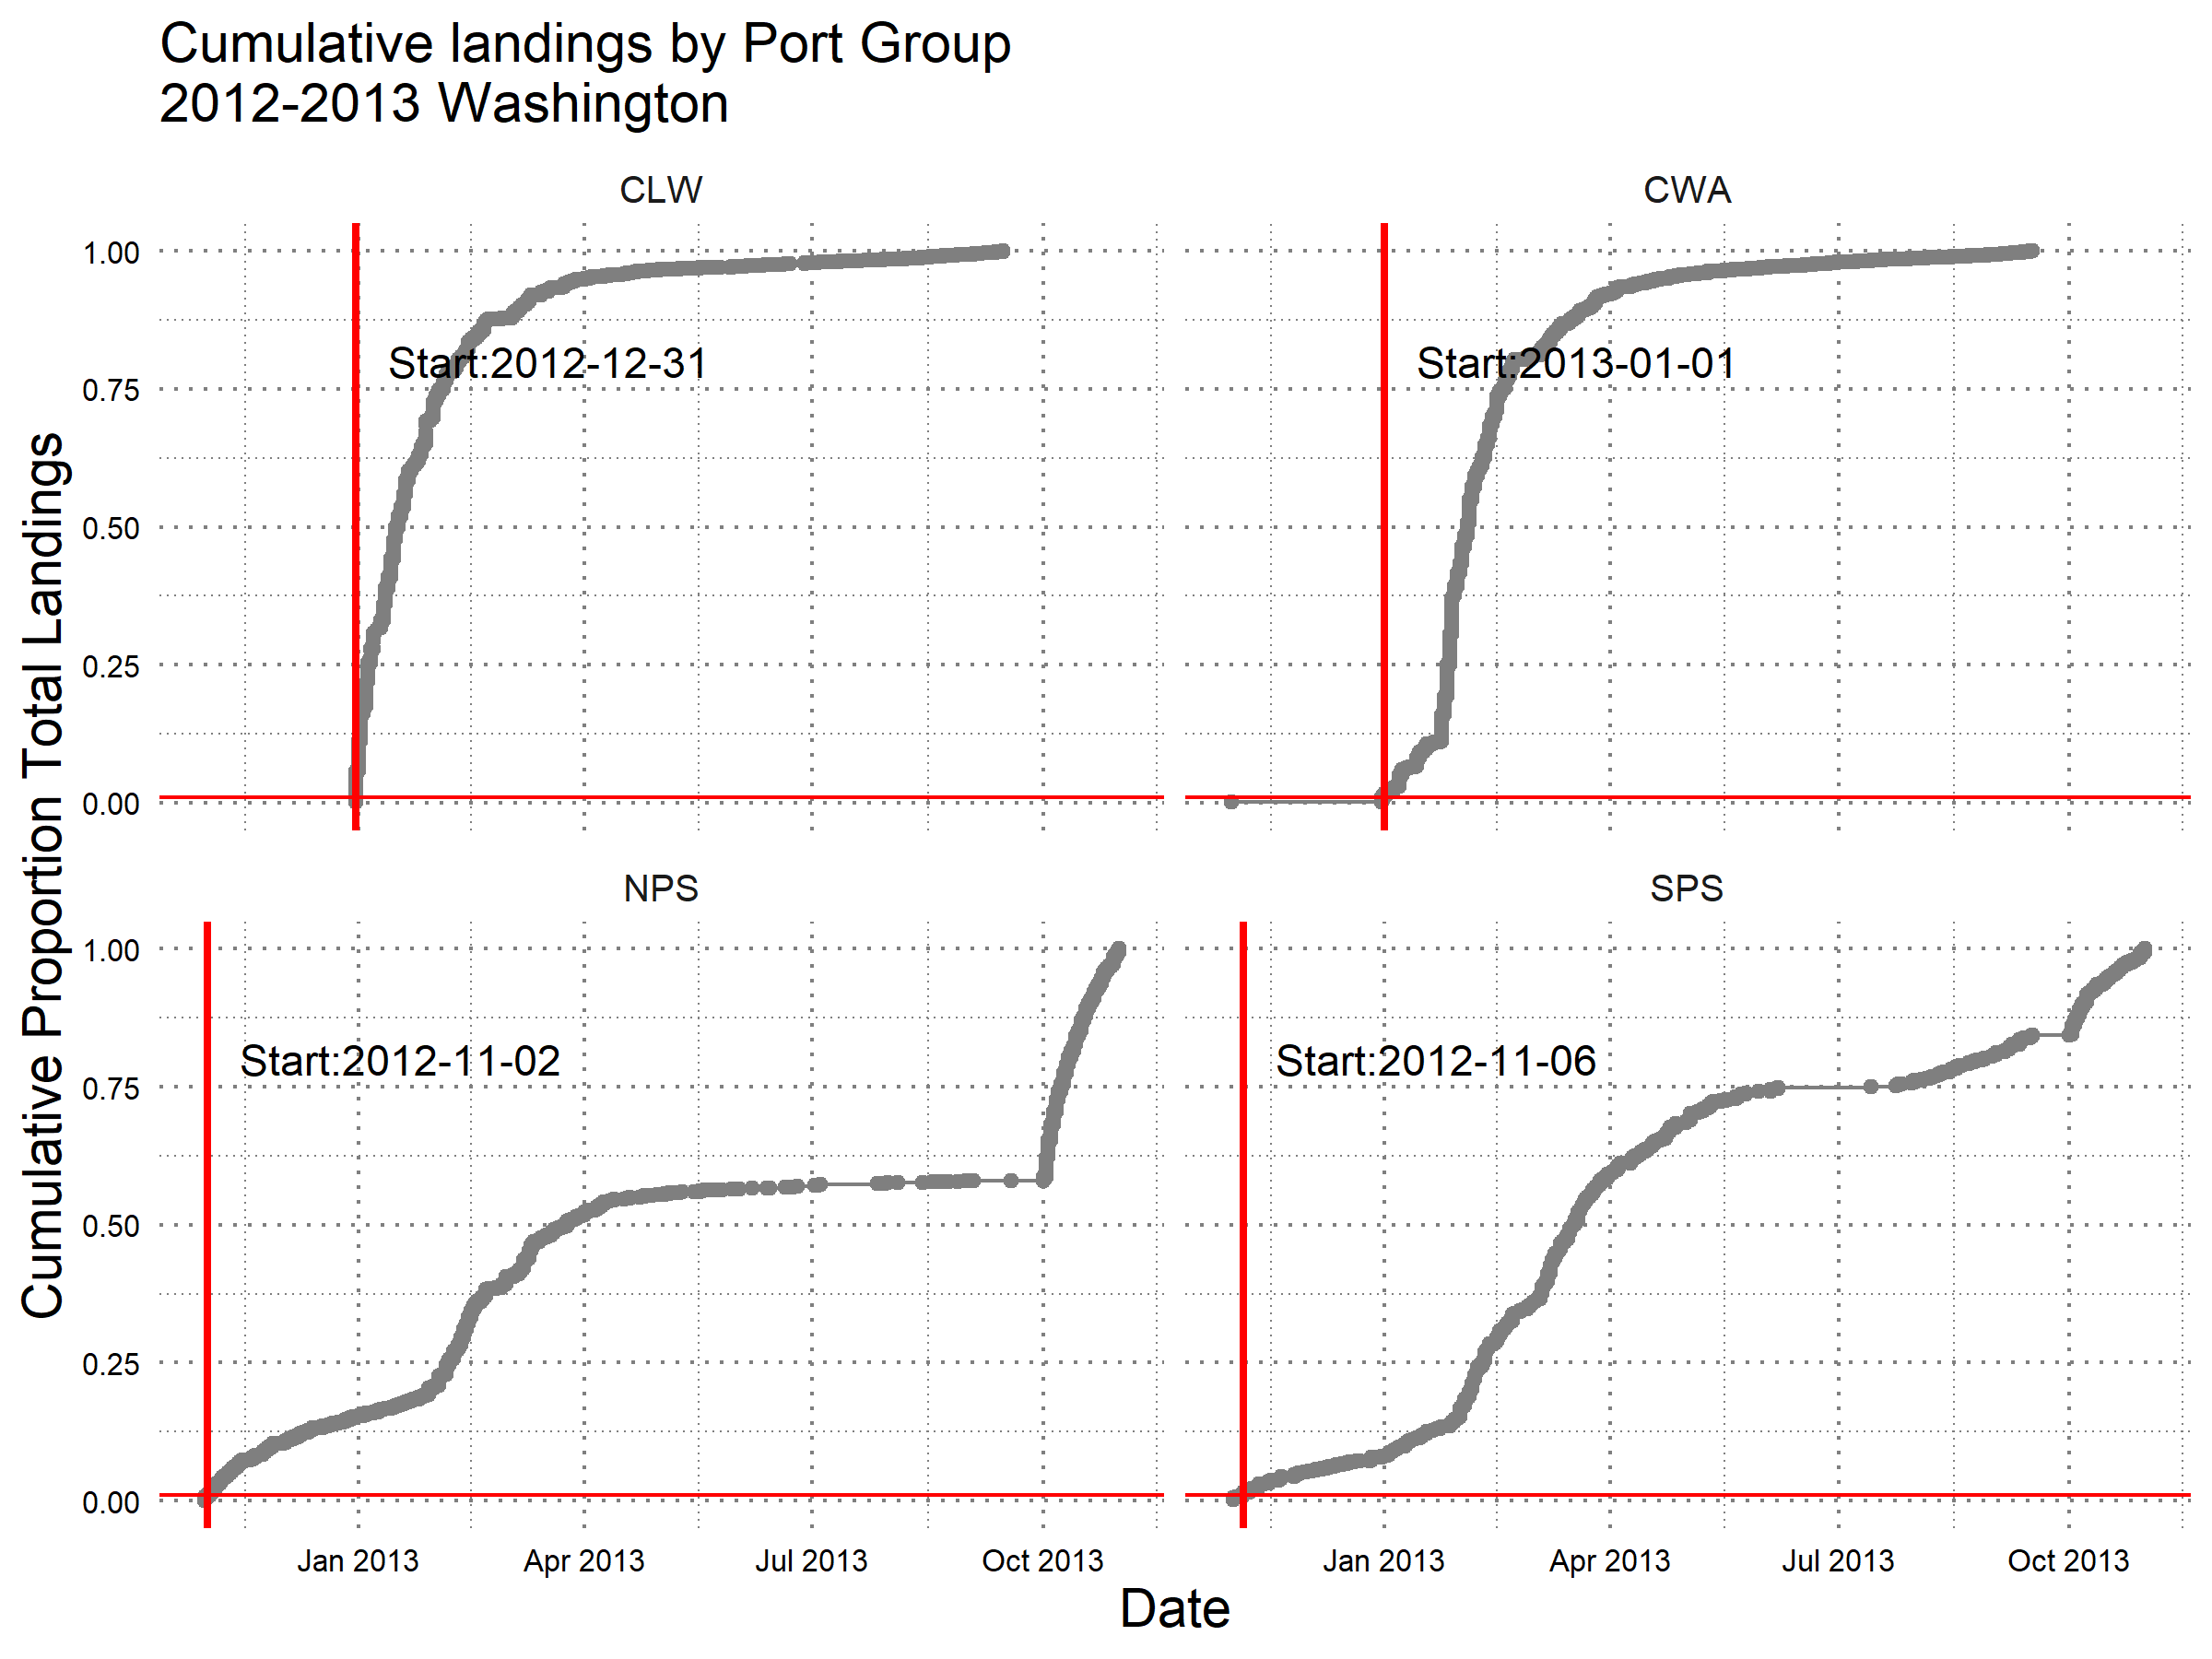 Cumulative landings by Port Group
2012-2013 Washington
CLW
CWA
1.00
0.75
0.50
0.25
0.00
Start:2012-12-31
Start:2013-01-01
Cumulative Proportion Total Landings
NPS
SPS
1.00
0.75
0.50
0.25
0.00
Start:2012-11-02
Start:2012-11-06
Jan 2013 Apr 2013 Jul 2013 Oct 2013
Jan 2013 Apr 2013 Jul 2013 Oct 2013
Date